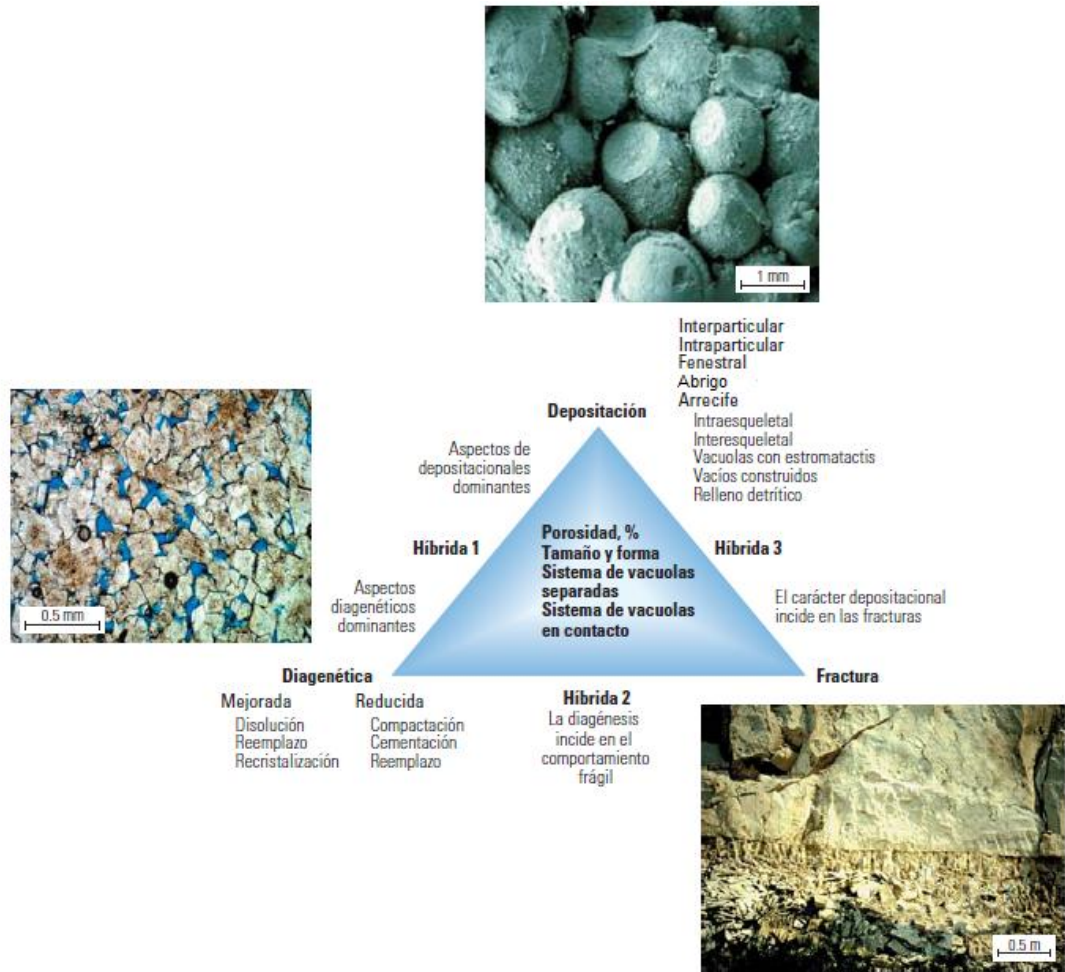 1 mm
Interparticular
Intraparticular
Fenestral
Abrigo
Arrecife
Intraesqueletal
Interesqueletal
Vacuolas con estromatactis
Vacíos construidos
Relleno detrítico
Depositación
Aspectos de
depositacionales
dominantes
Híbrida 1
Aspectos
diagenéticos
dominantes
0.5 mm
Porosidad, %
Tamaño y forma
Sistema de vacuolas
separadas
Sistema de vacuolas
en contacto
Híbrida 3
El carácter depositacional
incide en las fracturas
Diagenética
Mejorada
Disolución
Reemplazo
Recristalización
Reducida
Compactación
Cementación
Reemplazo
Híbrida 2
La diagénesis
incide en el
comportamiento
frágil
Fractura
0.5 m